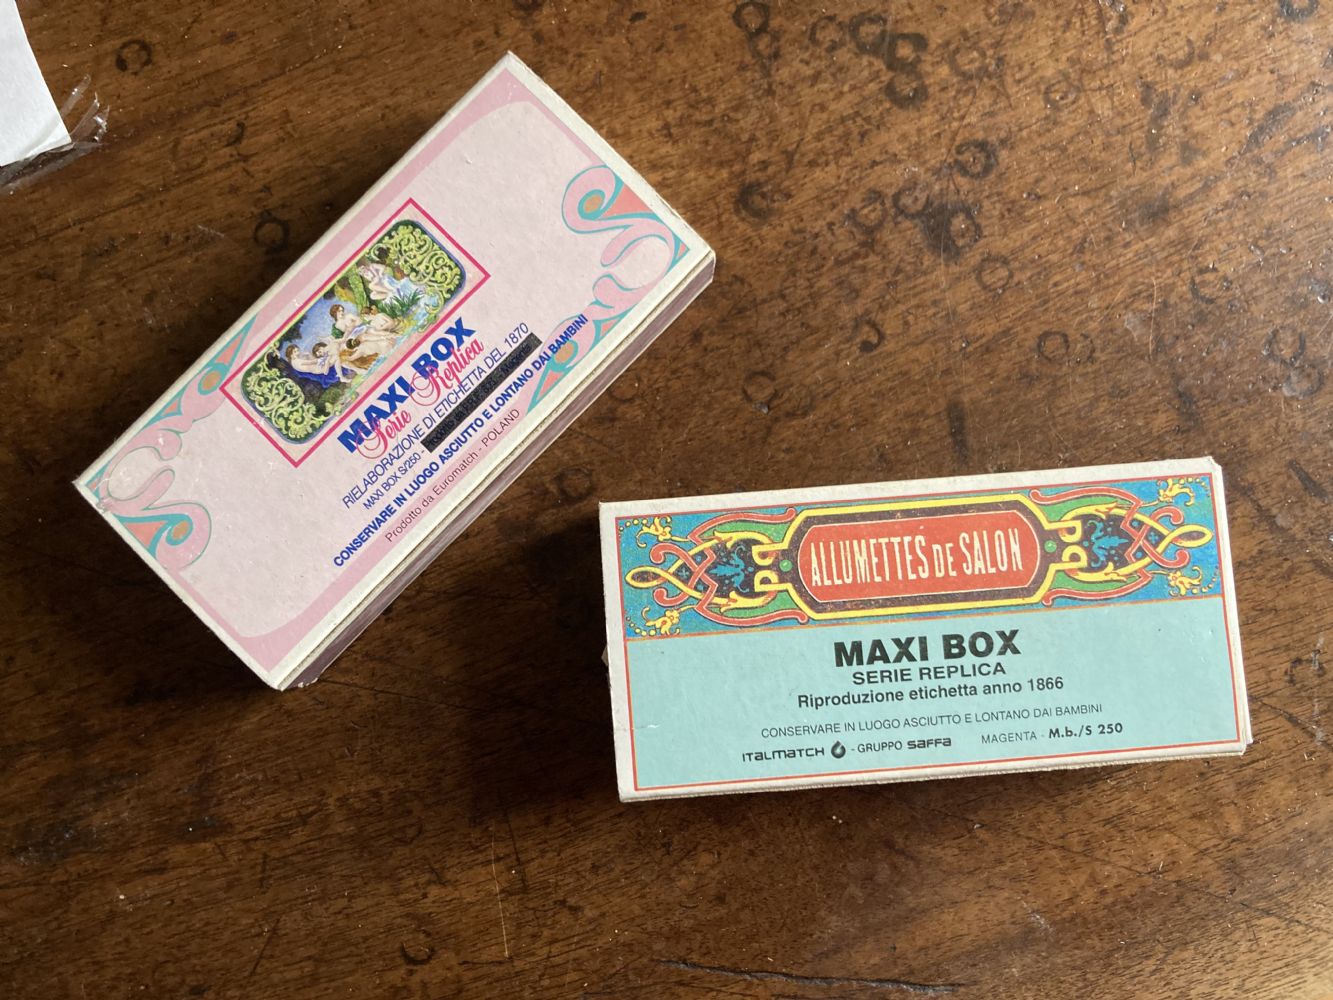 MAXI BOX
Serie Replica
RIELABORAZIONE DI ETICHETTA DEL 1870
MAXI BOX S/250 -
CONSERVARE IN LUOGO ASCIUTTO E LONTANO DAI BAMBINI
Prodotto da Euromatch - POLAND
ALLUMETTES DE SALON
MAXI BOX
SERIE REPLICA
Riproduzione etichetta anno 1866
CONSERVARE IN LUOGO ASCIUTTO E LONTANO DAI BAMBINI
ITALMATCH - GRUPPO SAFFA MAGENTA - M.b./S 250